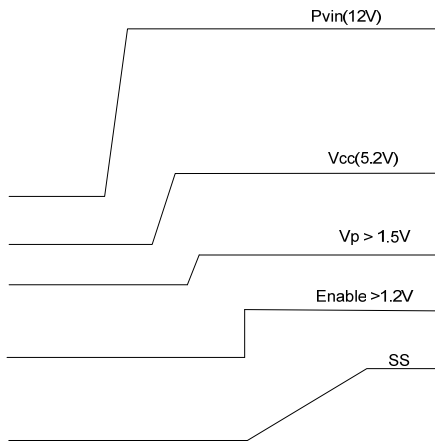 Pvin(12V)
Vcc(5.2V)
Vp > 1.5V
Enable >1.2V
SS